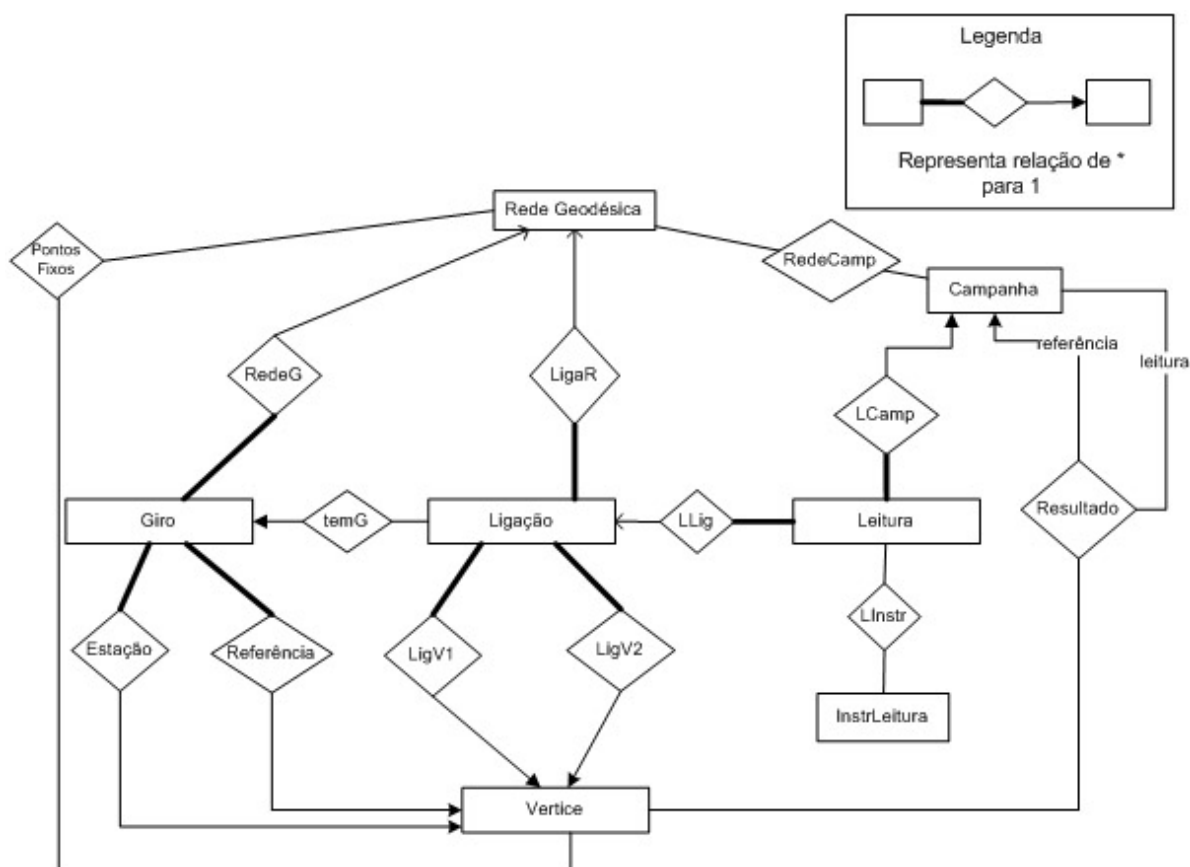 Legenda
Representa relação de *
para 1
Rede Geodésica
Pontos
Fixos
RedeCamp
Campanha
referência
leitura
RedeG
LigaR
LCamp
Giro
temG
Ligação
LLig
Leitura
Resultado
Estação
Referência
LigV1
LigV2
LInstr
InstrLeitura
Vertice